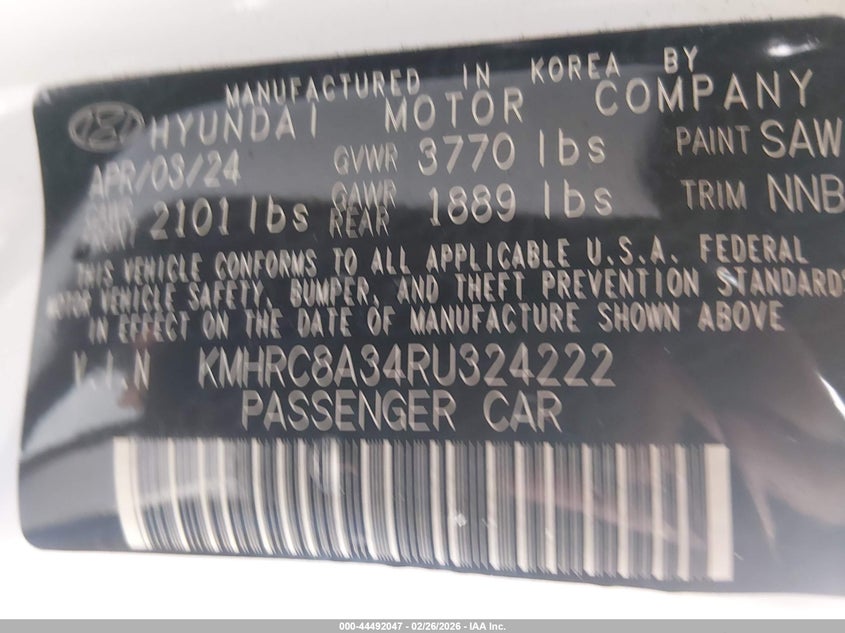 MANUFACTURED IN KOREA BY
HYUNDAI MOTOR COMPANY
APR/03/24 GVWR 3770 lbs PAINT SAW
2101 lbs GAWR REAR 1889 lbs TRIM NNB
THIS VEHICLE CONFORMS TO ALL APPLICABLE U.S.A. FEDERAL
MOTOR VEHICLE SAFETY, BUMPER, AND THEFT PREVENTION STANDARDS
IN EFFECT ON THE DATE OF MANUFACTURE SHOWN ABOVE
V.I.N KMHRC8A34RU324222
PASSENGER CAR
000-44492047 - 02/26/2026 - IAA Inc.